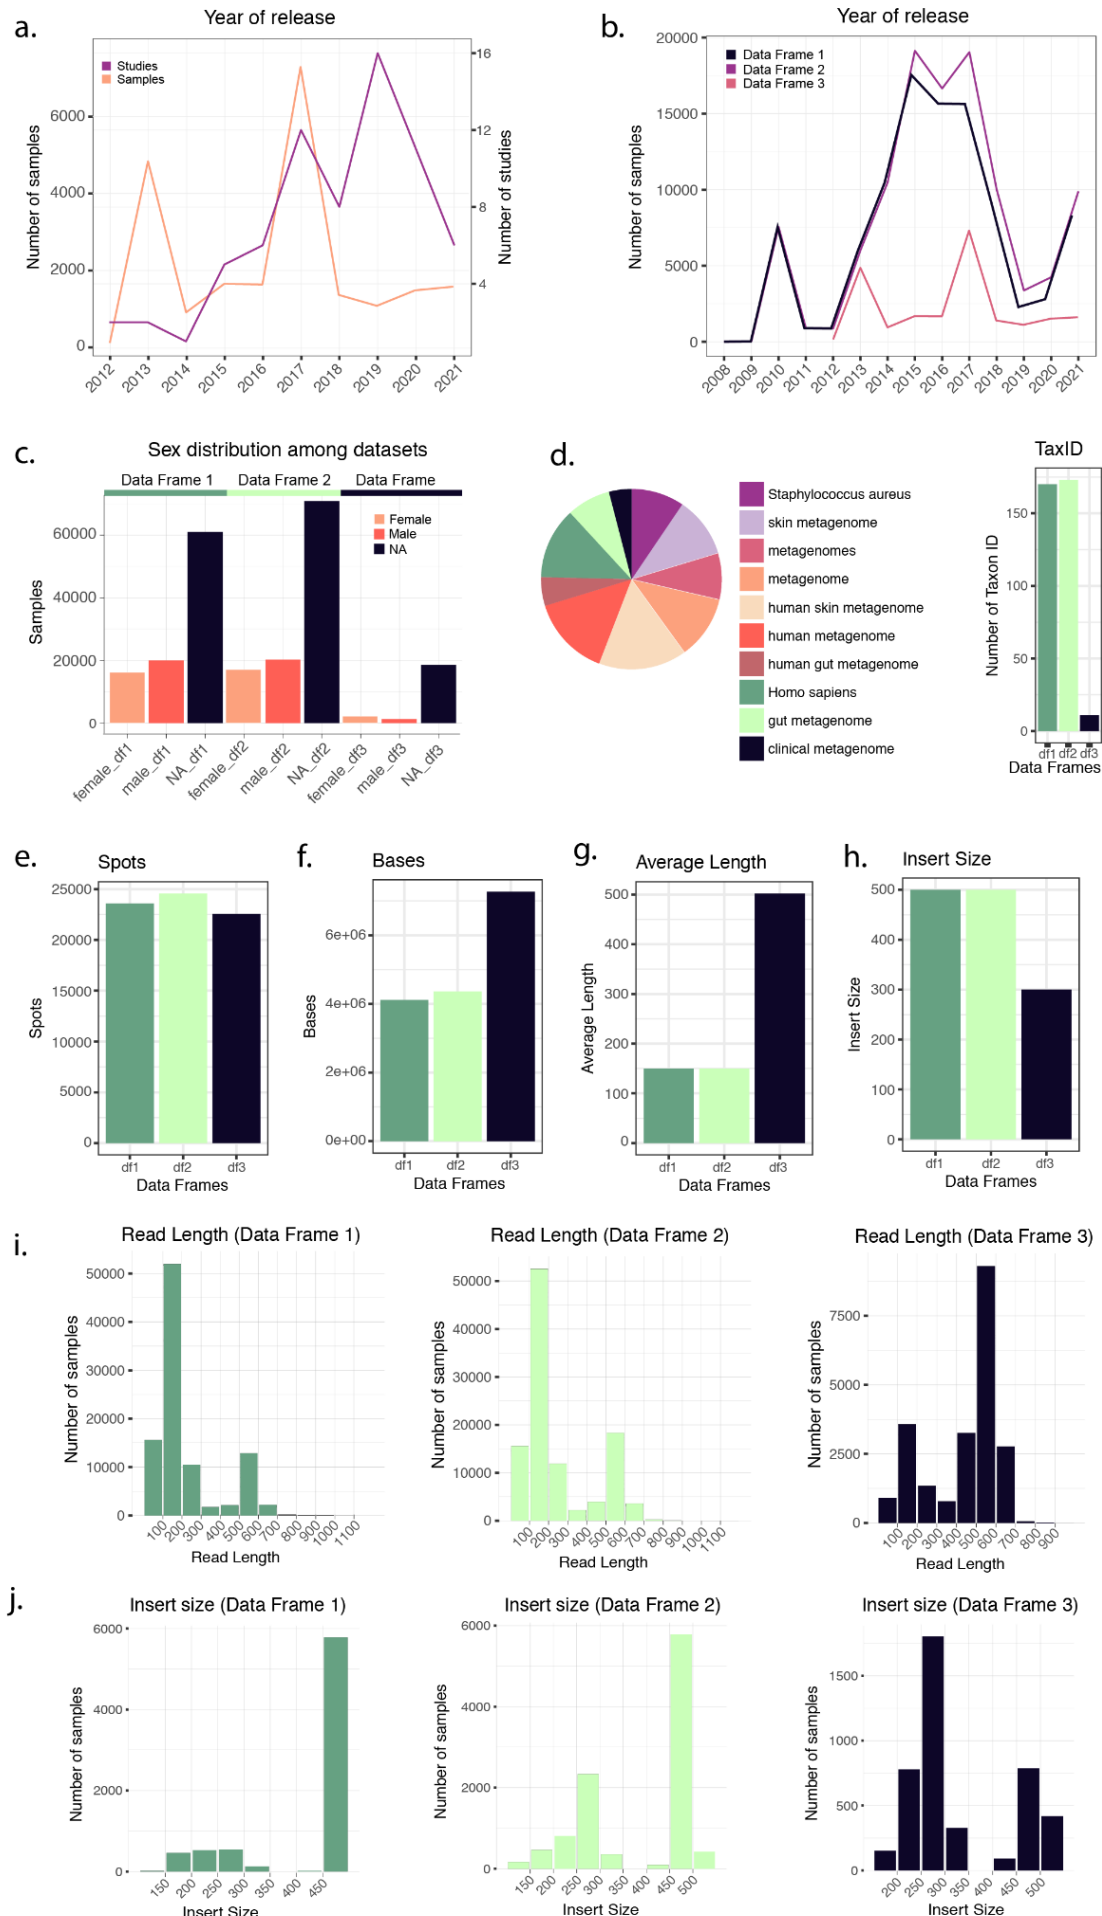 a.
Year of release
Studies
Samples
Number of samples
Number of studies
6000
4000
2000
0
16
12
8
4
2012
2013
2014
2015
2016
2017
2018
2019
2020
2021
b.
Year of release
Data Frame 1
Data Frame 2
Data Frame 3
Number of samples
20000
15000
10000
5000
0
2008
2009
2010
2011
2012
2013
2014
2015
2016
2017
2018
2019
2020
2021
c.
Sex distribution among datasets
Data Frame 1
Data Frame 2
Data Frame
Female
Male
NA
Samples
60000
40000
20000
0
female_df1
male_df1
NA_df1
female_df2
male_df2
NA_df2
female_df3
male_df3
NA_df3
d.
Staphylococcus aureus
skin metagenome
metagenomes
metagenome
human skin metagenome
human metagenome
human gut metagenome
Homo sapiens
gut metagenome
clinical metagenome
TaxID
Number of Taxon ID
150
100
50
0
df1 df2 df3
Data Frames
e.
Spots
Spots
25000
20000
15000
10000
5000
0
df1 df2 df3
Data Frames
f.
Bases
Bases
6e+06
4e+06
2e+06
0e+00
df1 df2 df3
Data Frames
g.
Average Length
Average Length
500
400
300
200
100
0
df1 df2 df3
Data Frames
h.
Insert Size
Insert Size
500
400
300
200
100
0
df1 df2 df3
Data Frames
i.
Read Length (Data Frame 1)
Number of samples
50000
40000
30000
20000
10000
0
100 200 300 400 500 600 700 800 900 1000 1100
Read Length
Read Length (Data Frame 2)
Number of samples
50000
40000
30000
20000
10000
0
100 200 300 400 500 600 700 800 900 1000 1100
Read Length
Read Length (Data Frame 3)
Number of samples
7500
5000
2500
0
100 200 300 400 500 600 700 800 900
Read Length
j.
Insert size (Data Frame 1)
Number of samples
6000
4000
2000
0
150 200 250 300 350 400 450
Insert Size
Insert size (Data Frame 2)
Number of samples
6000
4000
2000
0
150 200 250 300 350 400 450 500
Insert Size
Insert size (Data Frame 3)
Number of samples
1500
1000
500
0
200 250 300 350 400 450 500
Insert Size